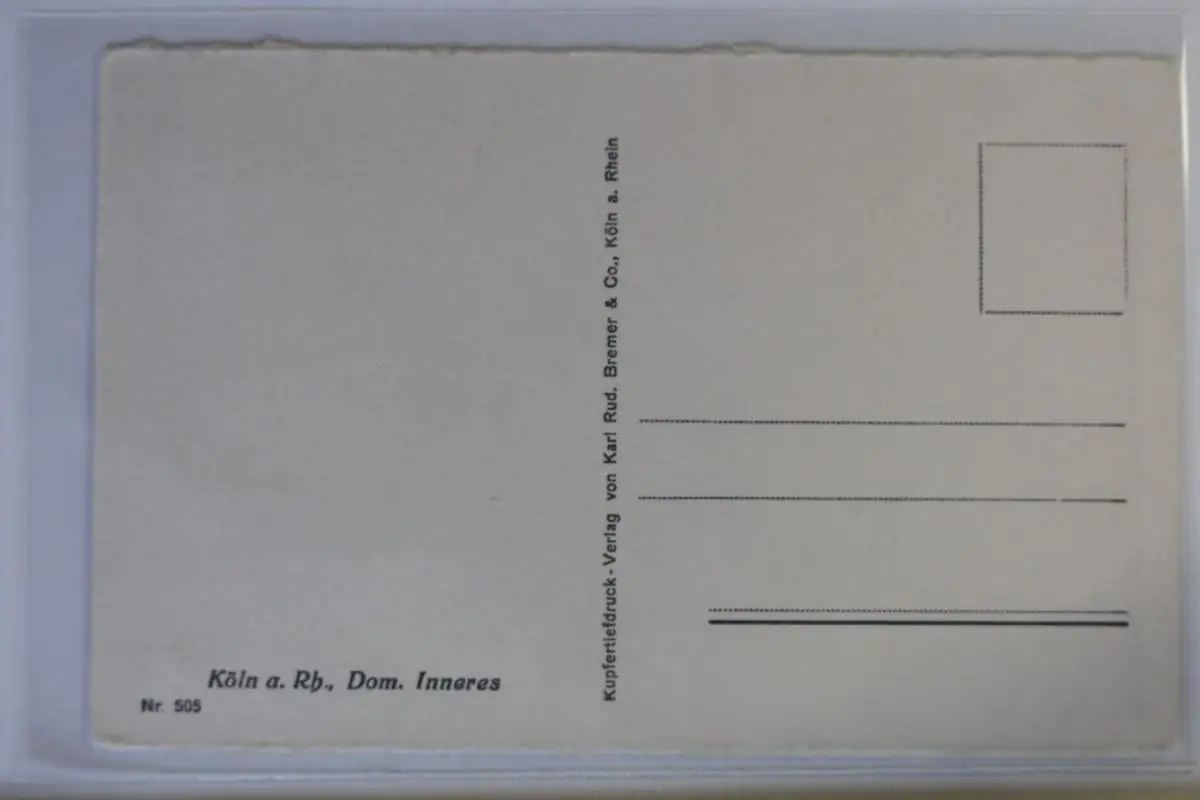 Köln a. Rh., Dom. Inneres
Nr. 505
Kupfertiefdruck-Verlag von Karl Rud. Bremer & Co., Köln a. Rhein